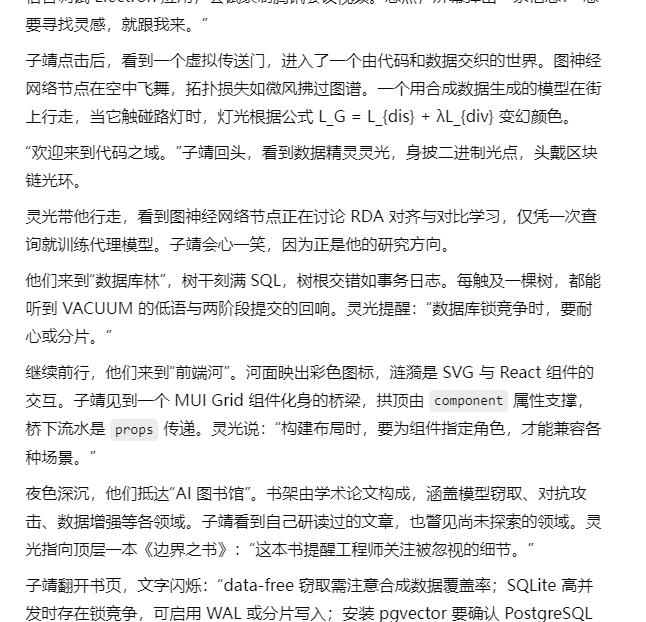 要寻找灵感，就跟我来。”
子靖点击后，看到一个虚拟传送门，进入了一个由代码和数据交织的世界。图神经
网络节点在空中飞舞，拓扑损失如微风拂过图谱。一个用合成数据生成的模型在街
上行走，当它触碰路灯时，灯光根据公式 L_G = L_{dis} + λL_{div} 变幻颜色。
“欢迎来到代码之域。”子靖回头，看到数据精灵灵光，身披二进制光点，头戴区块
链光环。
灵光带他行走，看到图神经网络节点正在讨论 RDA 对齐与对比学习，仅凭一次查
询就训练代理模型。子靖会心一笑，因为正是他的研究方向。
他们来到“数据库林”，树干刻满 SQL，树根交错如事务日志。每触及一棵树，都能
听到 VACUUM 的低语与两阶段提交的回响。灵光提醒：“数据库锁竞争时，要耐
心或分片。”
继续前行，他们来到“前端河”。河面映出彩色图标，涟漪是 SVG 与 React 组件的
交互。子靖见到一个 MUI Grid 组件化身的桥梁，拱顶由 component 属性支撑，
桥下流水是 props 传递。灵光说：“构建布局时，要为组件指定角色，才能兼容各
种场景。”
夜色深沉，他们抵达“AI 图书馆”。书架由学术论文构成，涵盖模型窃取、对抗攻
击、数据增强等各领域。子靖看到自己研读过的文章，也瞥见尚未探索的领域。灵
光指向顶层一本《边界之书》：“这本书提醒工程师关注被忽视的细节。”
子靖翻开书页，文字闪烁：“data-free 窃取需注意合成数据覆盖率；SQLite 高并
发时存在锁竞争，可启用 WAL 或分片写入；安装 pgvector 要确认 PostgreSQL